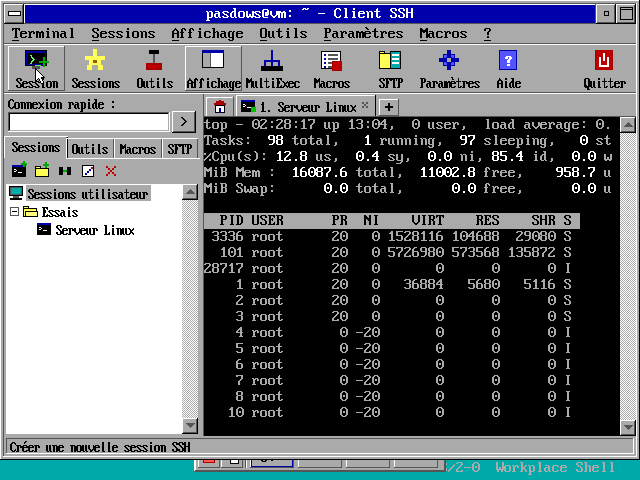 pasdows@vm: ~ - Client SSH
Terminal Sessions Affichage Outils Paramètres Macros ?
Session Sessions Outils Affichage MultiExec Macros SFTP Paramètres Aide Quitter
Connexion rapide :
1. Serveur Linux
Sessions Outils Macros SFTP
Sessions utilisateur
Essais
Serveur Linux
top - 02:28:17 up 13:04, 0 user, load average: 0.
Tasks: 98 total, 1 running, 97 sleeping, 0 st
%Cpu(s): 12.8 us, 0.4 sy, 0.0 ni, 85.4 id, 0.0 w
MiB Mem : 16087.6 total, 11002.8 free, 958.7 u
MiB Swap: 0.0 total, 0.0 free, 0.0 u
PID USER PR NI VIRT RES SHR S
3336 root 20 0 1528116 104688 29080 S
101 root 20 0 5726980 573568 135872 S
28717 root 20 0 0 0 0 I
1 root 20 0 36884 5680 5116 S
2 root 20 0 0 0 0 S
3 root 20 0 0 0 0 S
4 root 0 -20 0 0 0 I
5 root 0 -20 0 0 0 I
6 root 0 -20 0 0 0 I
7 root 0 -20 0 0 0 I
8 root 0 -20 0 0 0 I
10 root 0 -20 0 0 0 I
Créer une nouvelle session SSH
/2-0 Workplace Shell